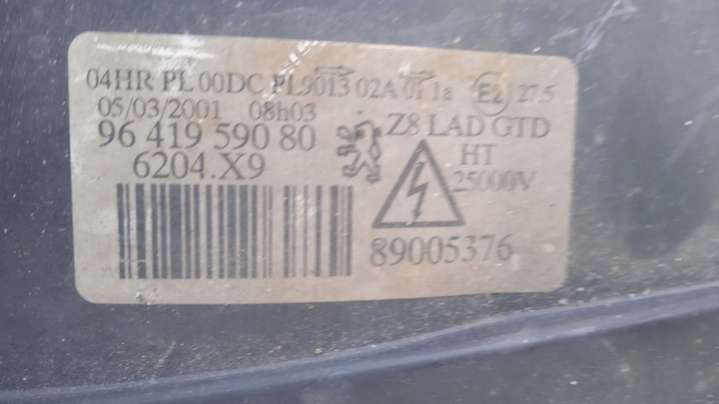 04HR PL 00DC PL9013 02A 01 1a E2 27.5
05/03/2001 08h03
96 419 590 80
6204.X9
Z8 LAD GTD
HT
25000V
89005376